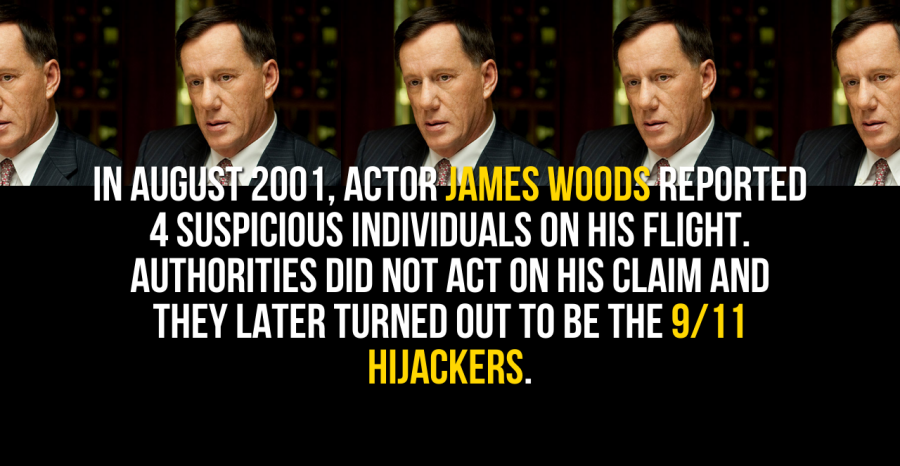 IN AUGUST 2001, ACTOR JAMES WOODS REPORTED
4 SUSPICIOUS INDIVIDUALS ON HIS FLIGHT.
AUTHORITIES DID NOT ACT ON HIS CLAIM AND
THEY LATER TURNED OUT TO BE THE 9/11
HIJACKERS.